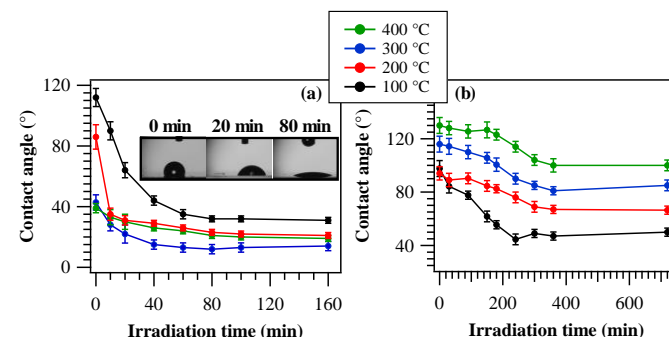 400 °C
300 °C
200 °C
100 °C
(a)
0 min 20 min 80 min
Contact angle (°)
120
80
40
0
0 40 80 120 160
Irradiation time (min)
(b)
Contact angle (°)
120
80
40
0 200 400 600
Irradiation time (min)